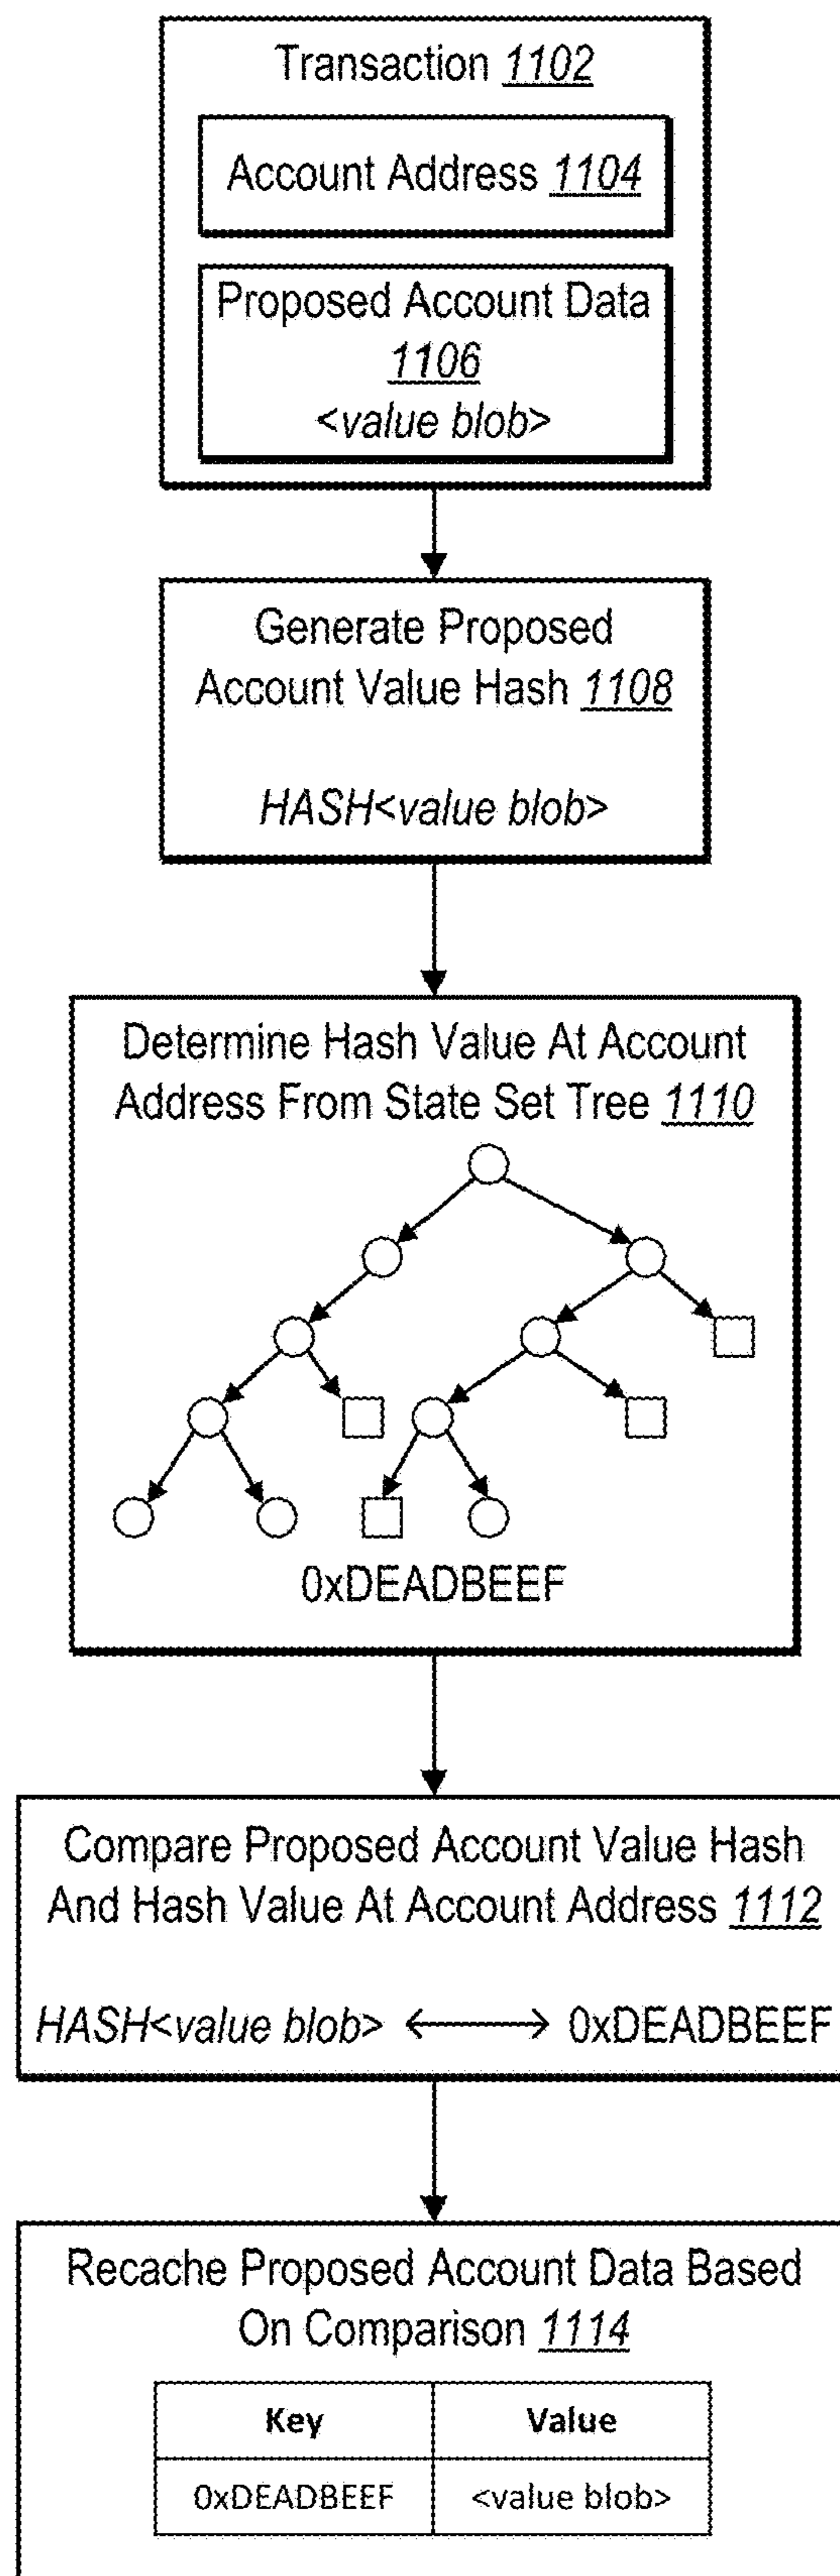 Transaction 1102
Account Address 1104
Proposed Account Data
1106
<value blob>
Generate Proposed
Account Value Hash 1108
HASH<value blob>
Determine Hash Value At Account
Address From State Set Tree 1110
0xDEADBEEF
Compare Proposed Account Value Hash
And Hash Value At Account Address 1112
HASH<value blob> ⟷ 0xDEADBEEF
Recache Proposed Account Data Based
On Comparison 1114
Key Value
0xDEADBEEF <value blob>